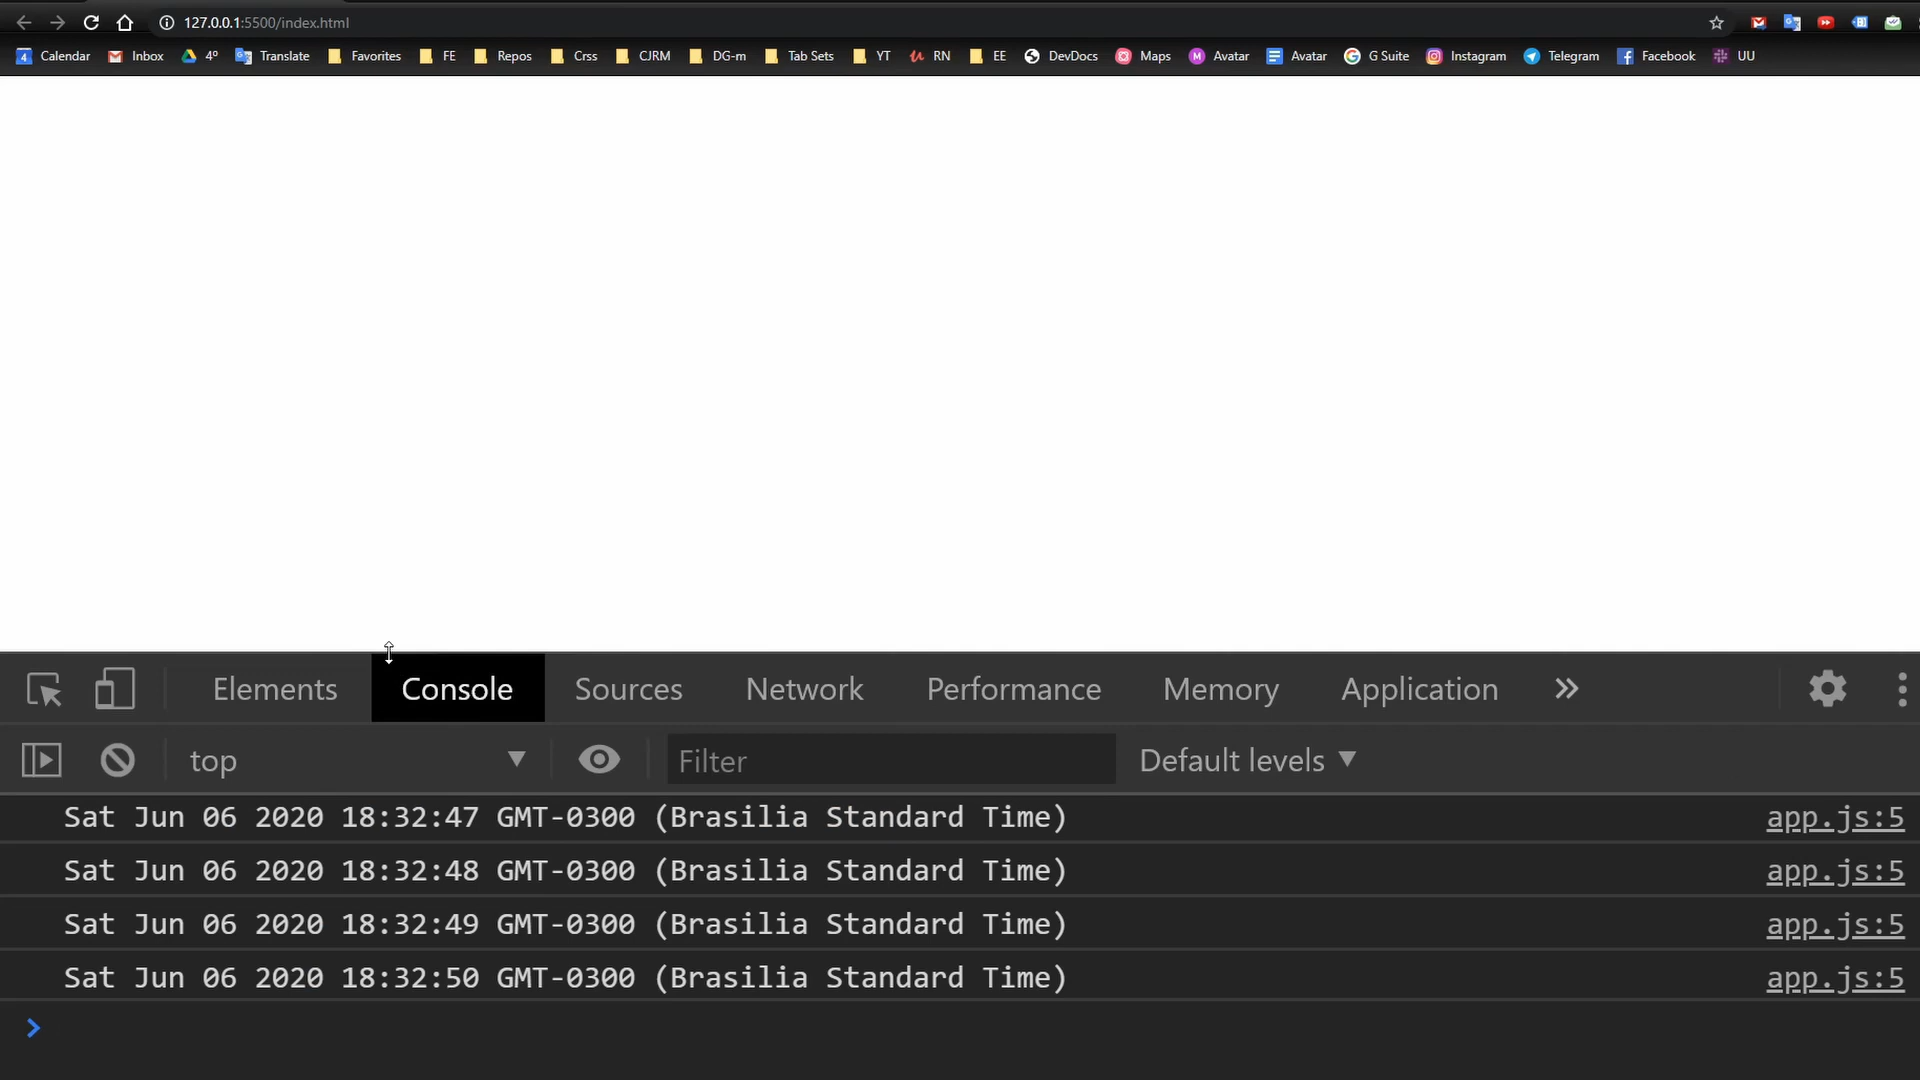 127.0.0.1:5500/index.html
4 Calendar Inbox 4º Translate Favorites FE Repos Crss CJRM DG-m Tab Sets YT RN EE DevDocs Maps M Avatar Avatar G Suite Instagram Telegram Facebook UU
Elements Console Sources Network Performance Memory Application »
top Filter Default levels
Sat Jun 06 2020 18:32:47 GMT-0300 (Brasilia Standard Time) app.js:5
Sat Jun 06 2020 18:32:48 GMT-0300 (Brasilia Standard Time) app.js:5
Sat Jun 06 2020 18:32:49 GMT-0300 (Brasilia Standard Time) app.js:5
Sat Jun 06 2020 18:32:50 GMT-0300 (Brasilia Standard Time) app.js:5